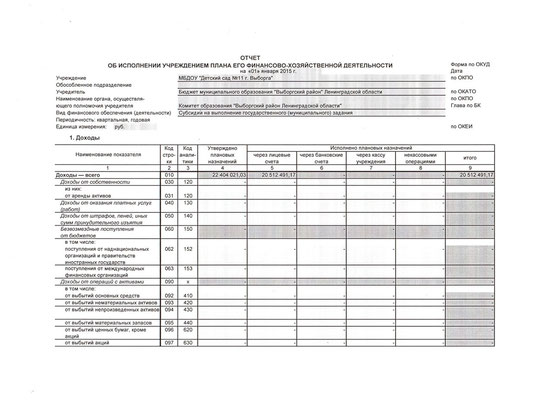 ОТЧЕТ
ОБ ИСПОЛНЕНИИ УЧРЕЖДЕНИЕМ ПЛАНА ЕГО ФИНАНСОВО-ХОЗЯЙСТВЕННОЙ ДЕЯТЕЛЬНОСТИ
на «01» января 2015 г.
Форма по ОКУД
Дата
Учреждение МБДОУ "Детский сад №11 г. Выборга" по ОКПО
Обособленное подразделение
Учредитель Бюджет муниципального образования "Выборгский район" Ленинградской области по ОКАТО
Наименование органа, осуществляю- по ОКПО
щего полномочия учредителя Комитет образования "Выборгский район Ленинградской области" Глава по БК
Вид финансового обеспечения (деятельности) Субсидия на выполнение государственного (муниципального) задания
Периодичность: квартальная, годовая
Единица измерения: руб. по ОКЕИ
1. Доходы
Наименование показателя Код строки Код аналитики Утверждено плановых назначений Исполнено плановых назначений
через лицевые счета через банковские счета через кассу учреждения некассовыми операциями итого
1 2 3 4 5 6 7 8 9
Доходы — всего 010 22 404 021,03 20 512 491,17 - - - 20 512 491,17
Доходы от собственности 030 120 - - - - - -
из них:
от аренды активов 031 120 - - - - - -
Доходы от оказания платных услуг (работ) 040 130 - - - - - -
Доходы от штрафов, пеней, иных сумм принудительного изъятия 050 140 - - - - - -
Безвозмездные поступления от бюджетов 060 150 - - - - - -
в том числе:
поступления от наднациональных организаций и правительств иностранных государств 062 152 - - - - - -
поступления от международных финансовых организаций 063 153 - - - - - -
Доходы от операций с активами 090 х - - - - - -
в том числе:
от выбытий основных средств 092 410 - - - - - -
от выбытий нематериальных активов 093 420 - - - - - -
от выбытий непроизведенных активов 094 430 - - - - - -
от выбытий материальных запасов 095 440 - - - - - -
от выбытий ценных бумаг, кроме акций 096 620 - - - - - -
от выбытий акций 097 630 - - - - - -